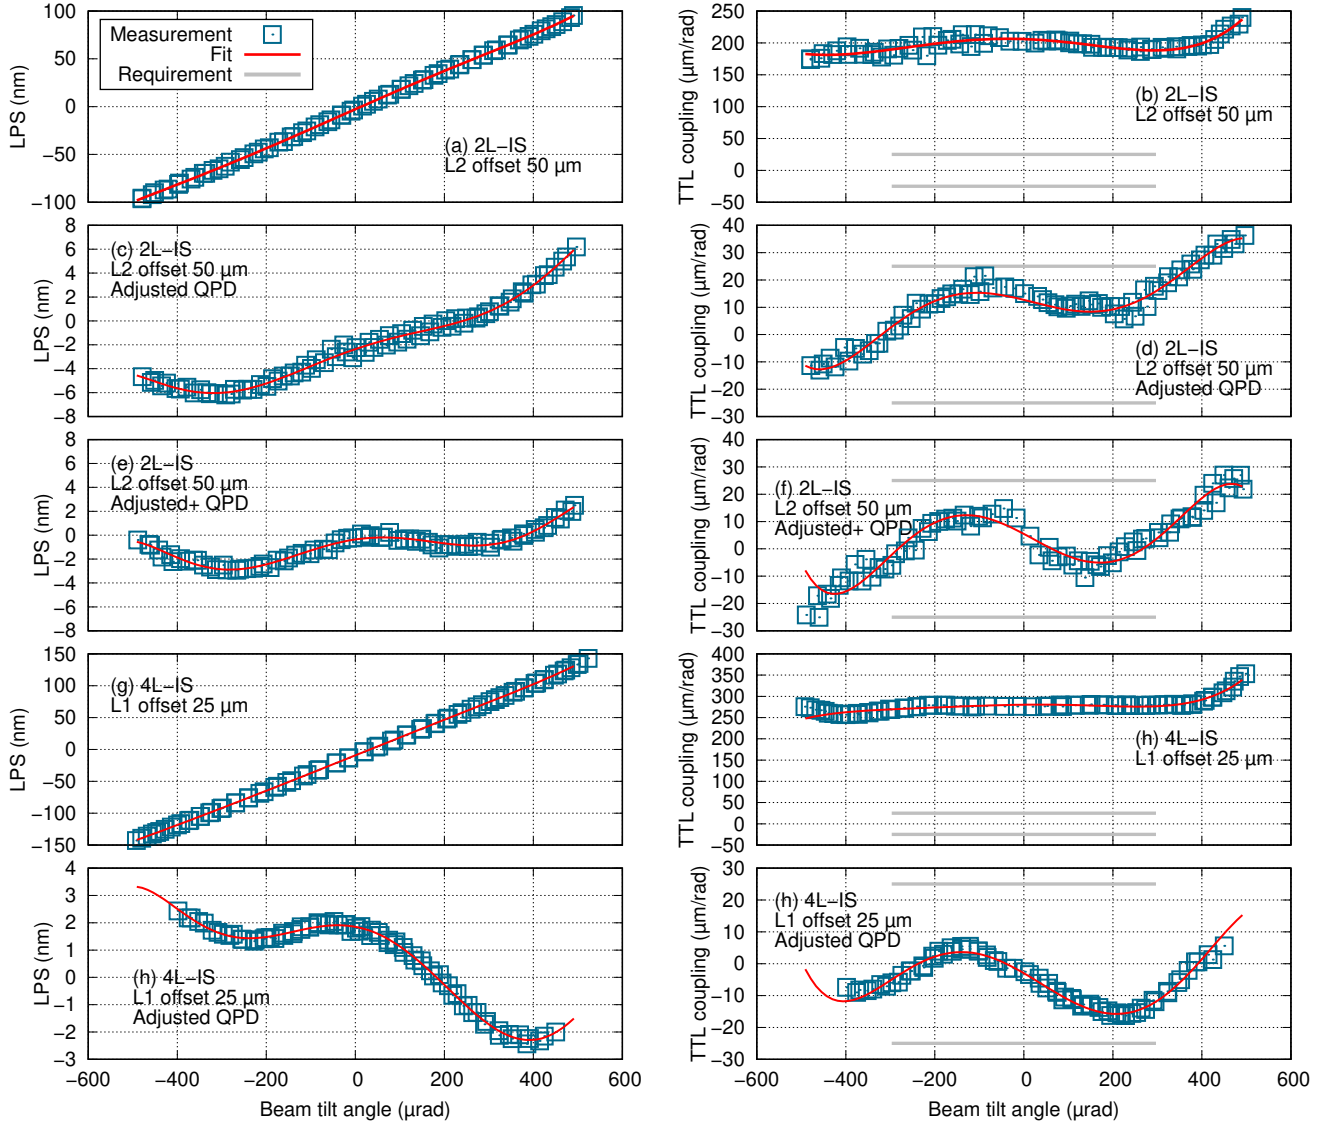 Measurement
Fit
Requirement
LPS (nm)
100
50
0
−50
−100
(a) 2L−IS
L2 offset 50 µm
TTL coupling (µm/rad)
250
200
150
100
50
0
−50
(b) 2L−IS
L2 offset 50 µm
LPS (nm)
8
6
4
2
0
−2
−4
−6
−8
(c) 2L−IS
L2 offset 50 µm
Adjusted QPD
TTL coupling (µm/rad)
40
30
20
10
0
−10
−20
−30
(d) 2L−IS
L2 offset 50 µm
Adjusted QPD
LPS (nm)
8
6
4
2
0
−2
−4
−6
−8
(e) 2L−IS
L2 offset 50 µm
Adjusted+ QPD
TTL coupling (µm/rad)
40
30
20
10
0
−10
−20
−30
(f) 2L−IS
L2 offset 50 µm
Adjusted+ QPD
LPS (nm)
150
100
50
0
−50
−100
−150
(g) 4L−IS
L1 offset 25 µm
TTL coupling (µm/rad)
400
350
300
250
200
150
100
50
0
−50
(h) 4L−IS
L1 offset 25 µm
LPS (nm)
4
3
2
1
0
−1
−2
−3
(h) 4L−IS
L1 offset 25 µm
Adjusted QPD
−600 −400 −200 0 200 400 600
Beam tilt angle (µrad)
TTL coupling (µm/rad)
30
20
10
0
−10
−20
−30
(h) 4L−IS
L1 offset 25 µm
Adjusted QPD
−600 −400 −200 0 200 400 600
Beam tilt angle (µrad)